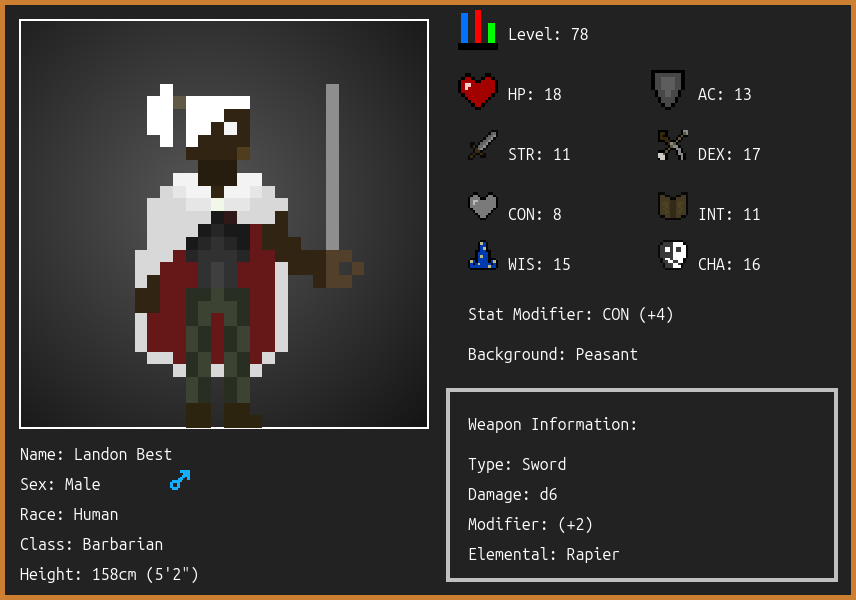 Level: 78
HP: 18
AC: 13
STR: 11
DEX: 17
CON: 8
INT: 11
WIS: 15
CHA: 16
Stat Modifier: CON (+4)
Background: Peasant
Weapon Information:
Type: Sword
Damage: d6
Modifier: (+2)
Elemental: Rapier
Name: Landon Best
Sex: Male
Race: Human
Class: Barbarian
Height: 158cm (5'2")